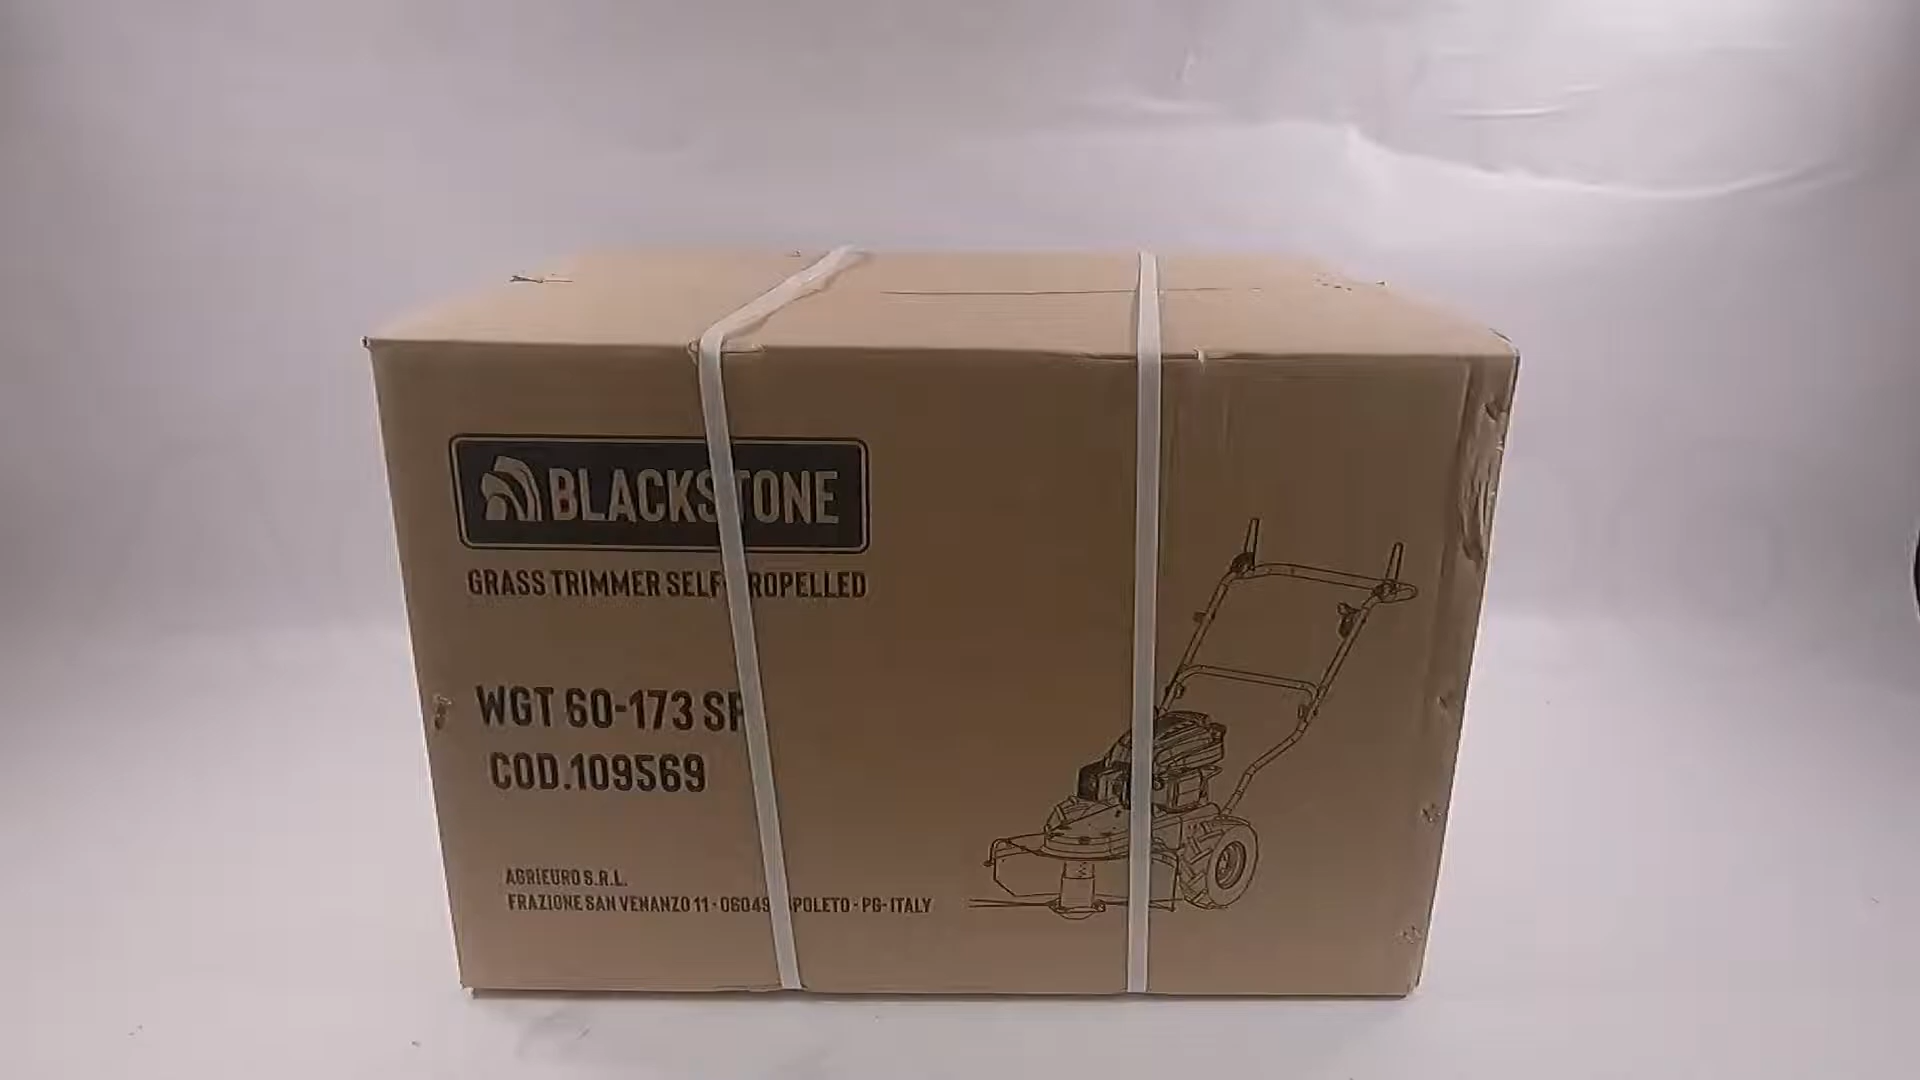 BLACKSTONE
GRASS TRIMMER SELF-PROPELLED
WGT 60-173 SP
COD.109569
AGRIEURO S.R.L.
FRAZIONE SAN VENANZO 11 - 06049 SPOLETO - PG - ITALY